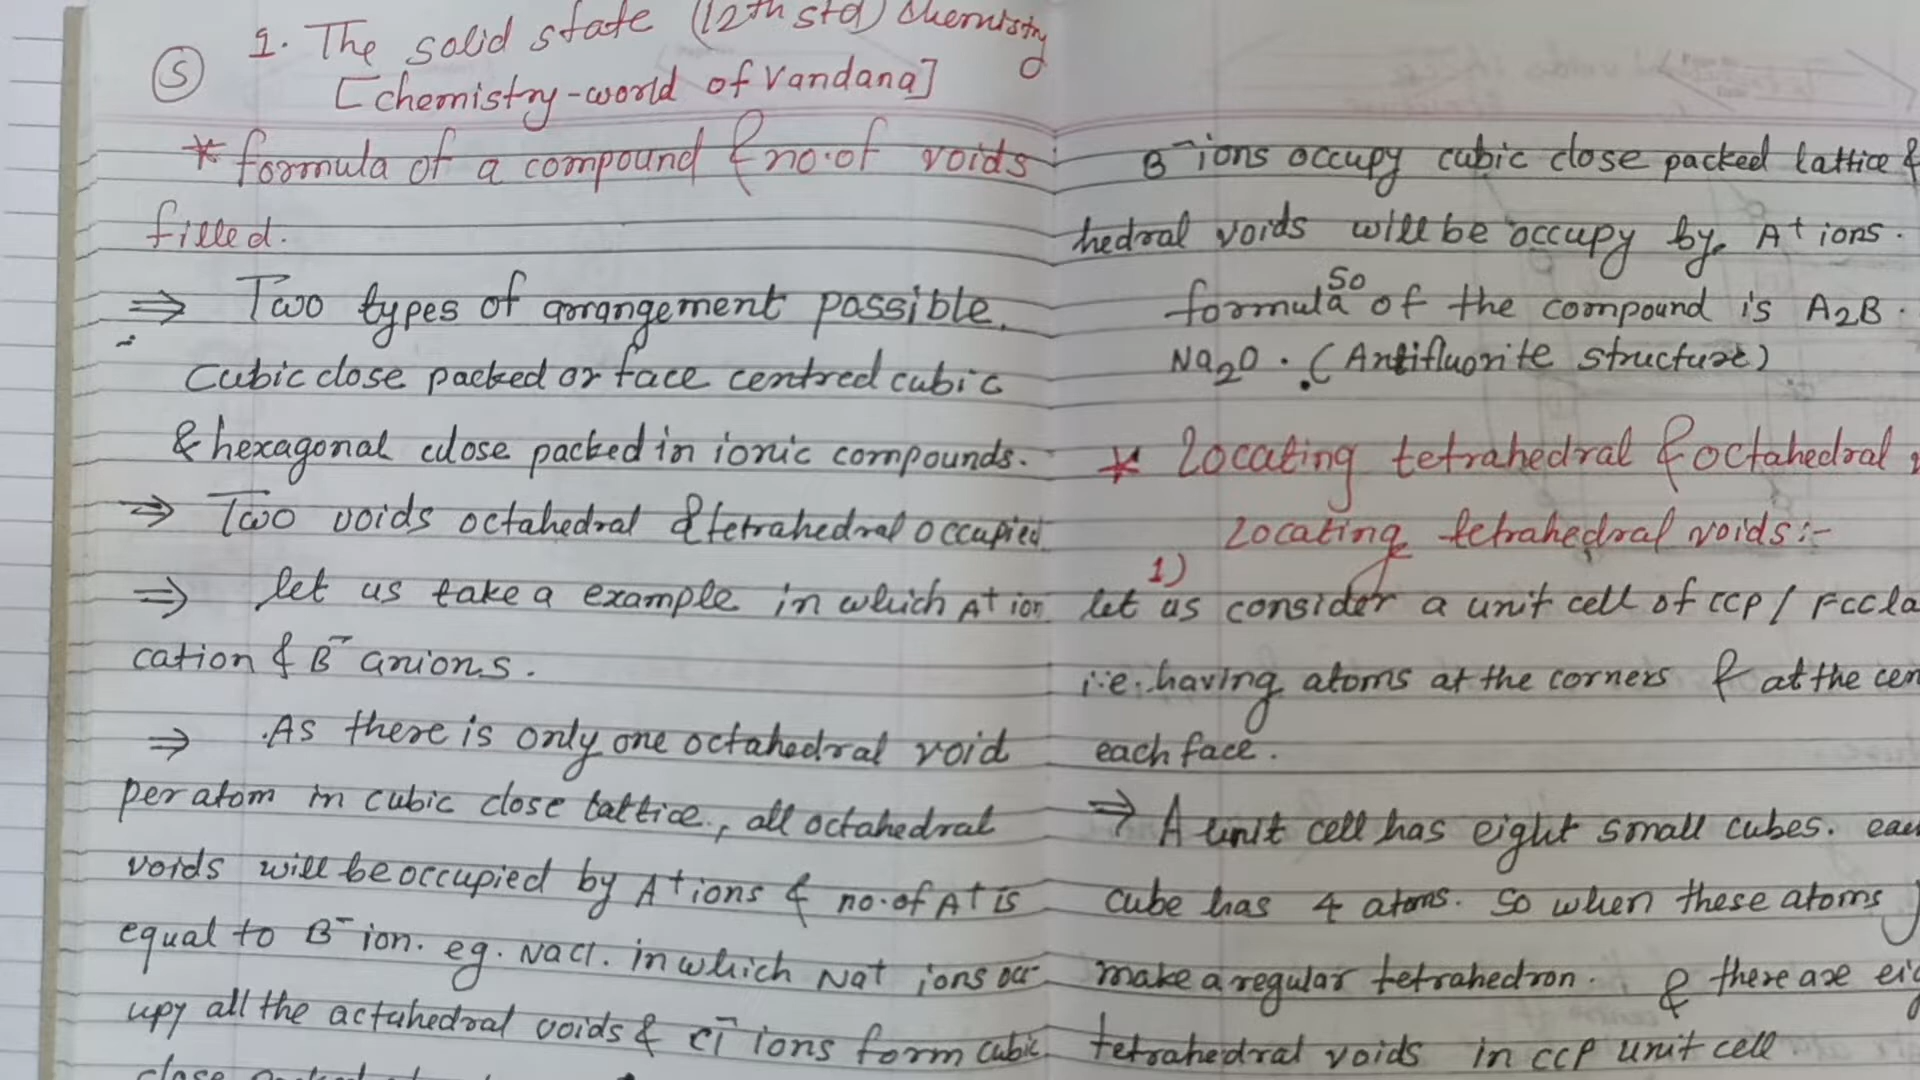 5
1. The solid state (12th std) chemistry
[chemistry-world of Vandana]
* formula of a compound & no. of voids
filled.
⇒ Two types of arrangement possible.
Cubic close packed or face centred cubic
& hexagonal close packed in ionic compounds.
⇒ Two voids octahedral & tetrahedral occupied
⇒ let us take a example in which A+ ion
cation & B- anions.
⇒ As there is only one octahedral void
per atom in cubic close lattice, all octahedral
voids will be occupied by A+ ions & no. of A+ is
equal to B- ion. eg. NaCl. in which Na+ ions occ-
upy all the octahedral voids & Cl- ions form cubic
close packed
B- ions occupy cubic close packed lattice &
hedral voids will be occupy by A+ ions.
So
formula of the compound is A2B.
Na2O. (Antifluorite structure)
* Locating tetrahedral & octahedral
Locating tetrahedral voids:-
1)
let us consider a unit cell of CCP / FCC la
i.e. having atoms at the corners & at the cen
each face.
⇒ A unit cell has eight small cubes. eac
cube has 4 atoms. So when these atoms
make a regular tetrahedron. & there are eig
tetrahedral voids in CCP unit cell